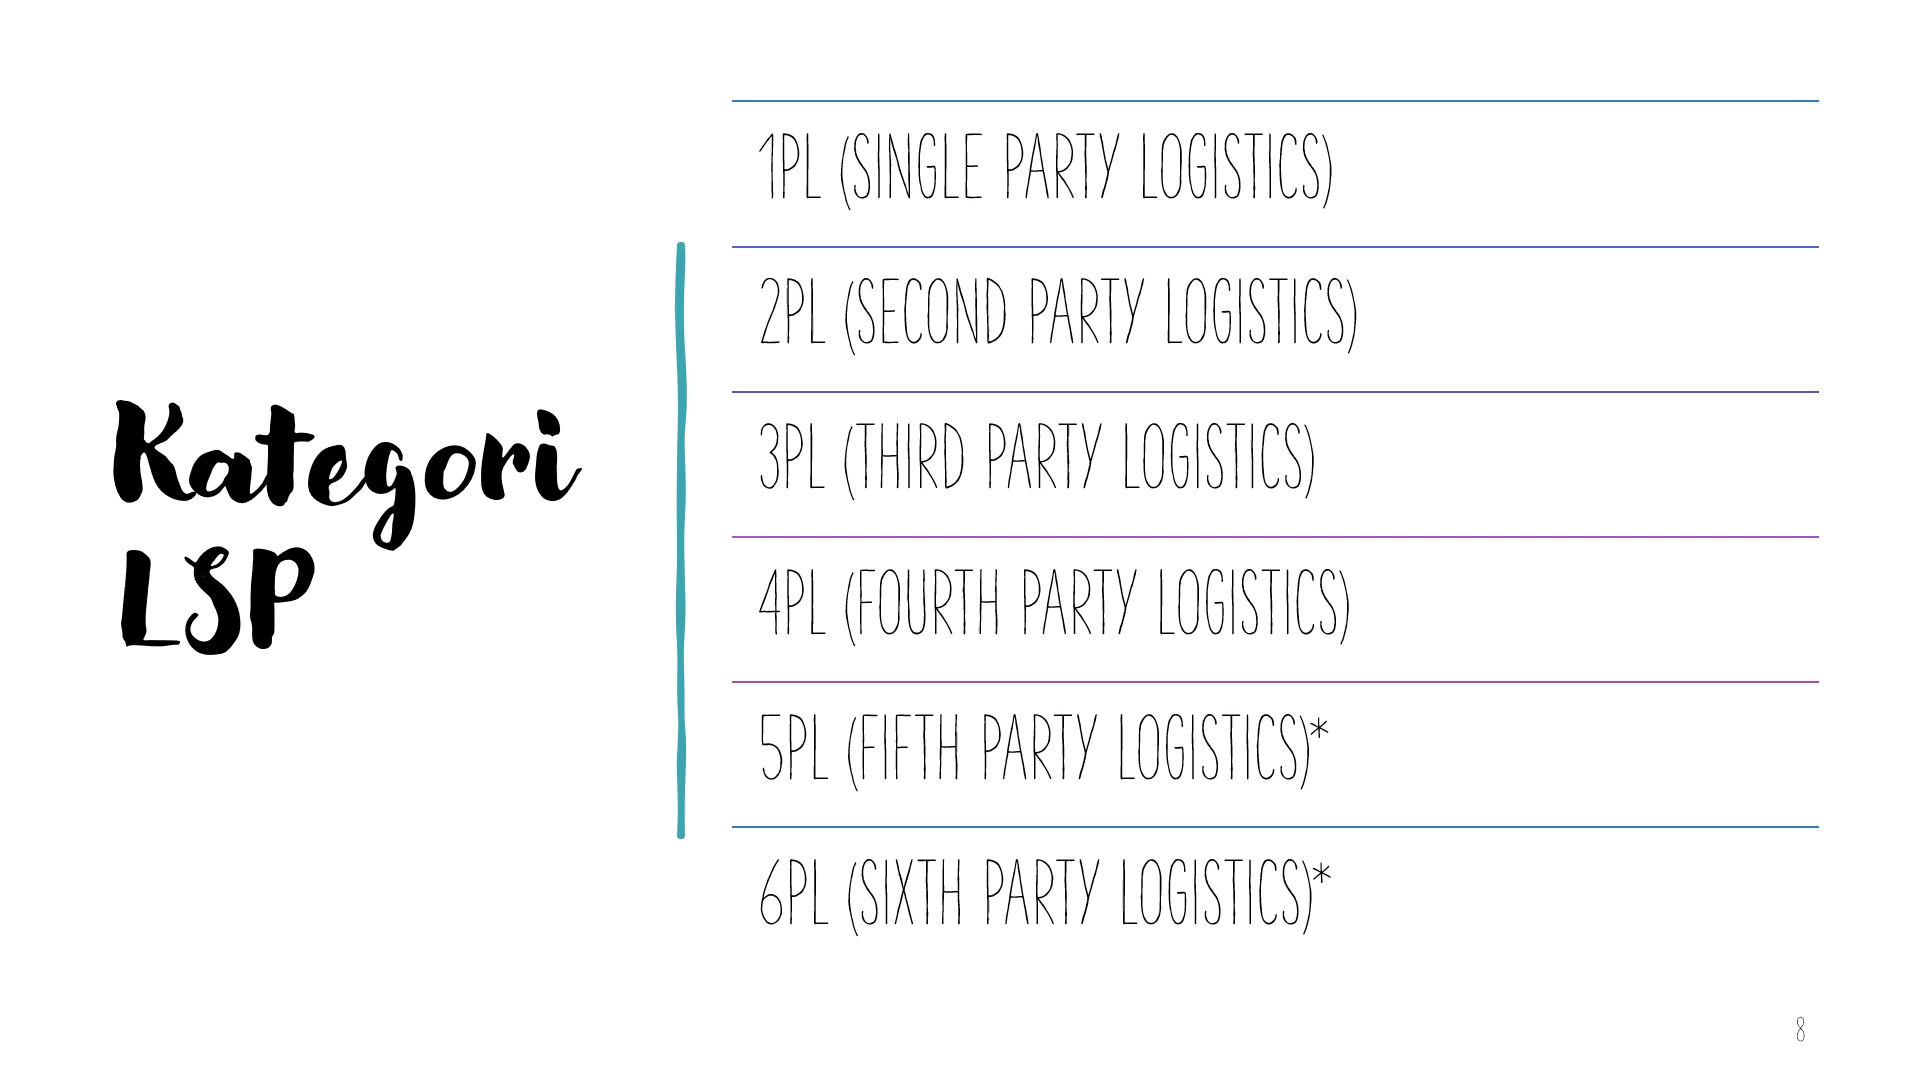 Kategori
LSP
1PL (SINGLE PARTY LOGISTICS)
2PL (SECOND PARTY LOGISTICS)
3PL (THIRD PARTY LOGISTICS)
4PL (FOURTH PARTY LOGISTICS)
5PL (FIFTH PARTY LOGISTICS)*
6PL (SIXTH PARTY LOGISTICS)*
8